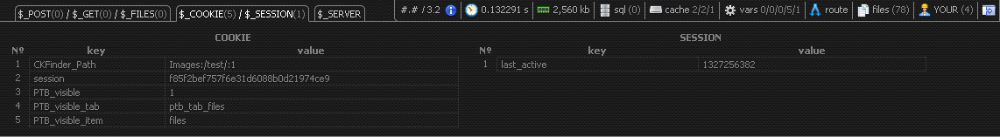 $_POST(0) / $_GET(0) / $_FILES(0) $_COOKIE(5) / $_SESSION(1) $_SERVER #.# / 3.2 0.132291 s 2,560 kb sql (0) cache 2/2/1 vars 0/0/0/5/1 route files (78) YOUR (4)
COOKIE SESSION
Nº key value Nº key value
1 CKFinder_Path Images:/test/:1 1 last_active 1327256382
2 session f85f2bef757f6e31d6088b0d21974ce9
3 PTB_visible 1
4 PTB_visible_tab ptb_tab_files
5 PTB_visible_item files